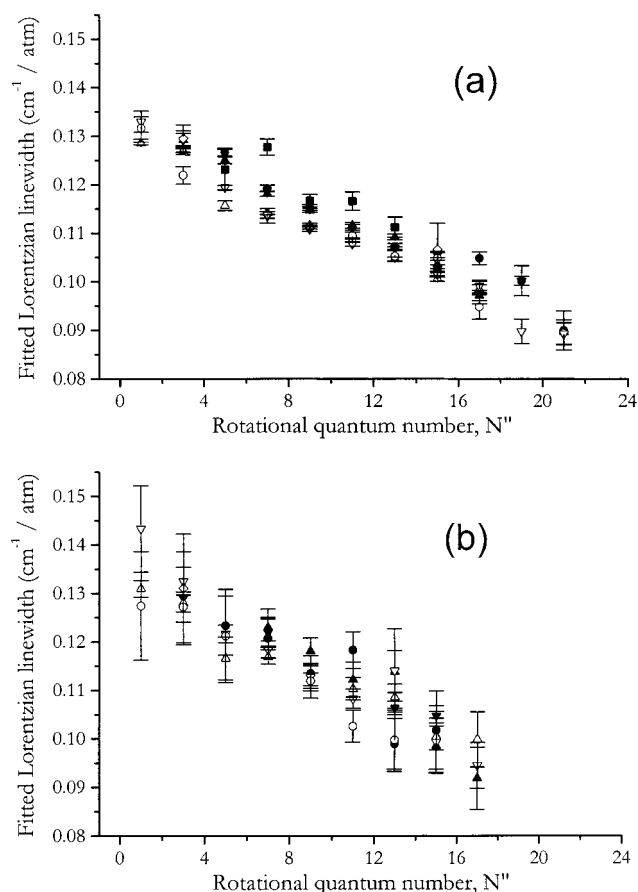 (a)
Fitted Lorentzian linewidth (cm⁻¹ / atm)
0.15
0.14
0.13
0.12
0.11
0.10
0.09
0.08
0 4 8 12 16 20 24
Rotational quantum number, N"
(b)
Fitted Lorentzian linewidth (cm⁻¹ / atm)
0.15
0.14
0.13
0.12
0.11
0.10
0.09
0.08
0 4 8 12 16 20 24
Rotational quantum number, N"